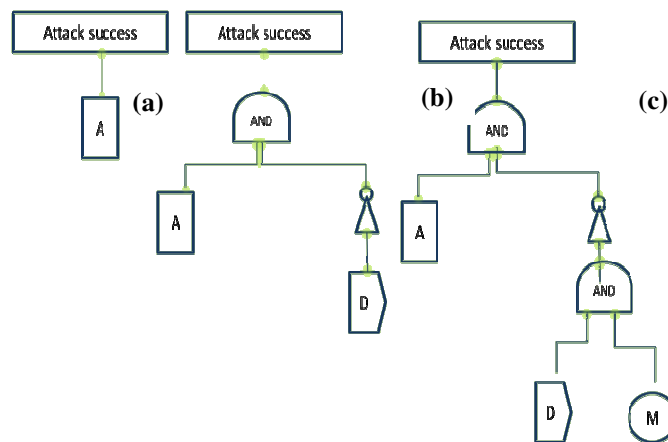 Attack success
A
(a)
Attack success
AND
A
D
(b)
Attack success
AND
A
AND
D
M
(c)